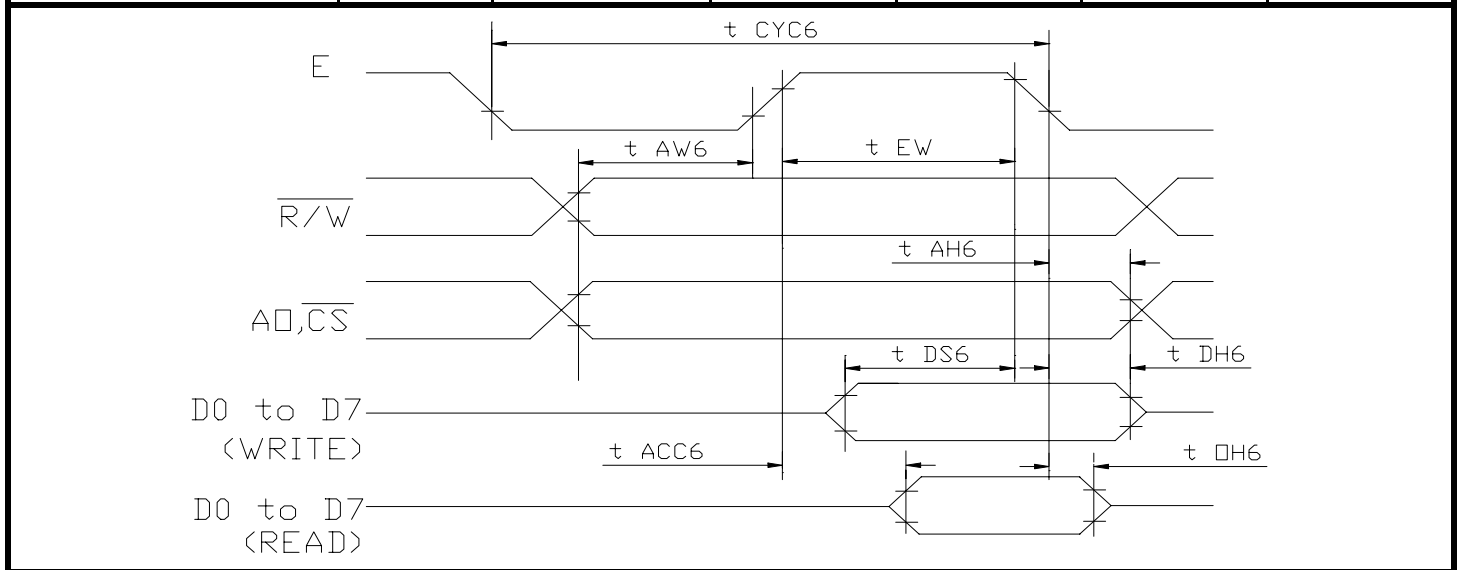 t CYC6
E
t AW6
t EW
R/W
t AH6
A0,CS
t DS6
t DH6
D0 to D7
(WRITE)
t ACC6
t OH6
D0 to D7
(READ)